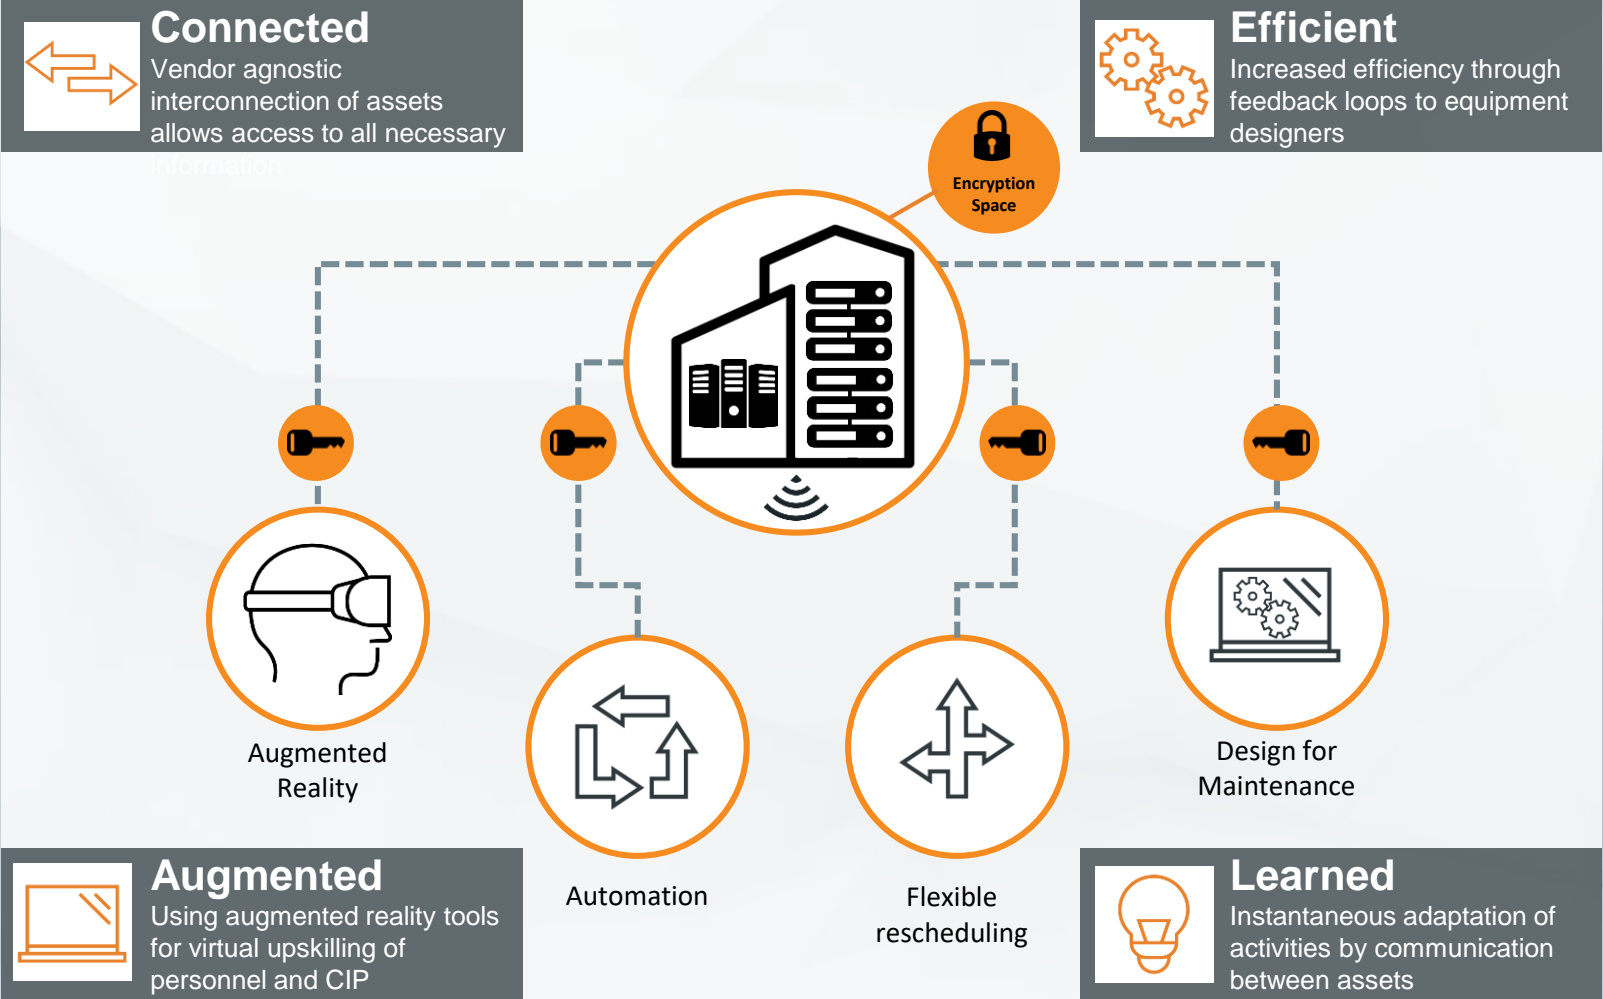 Connected
Vendor agnostic
interconnection of assets
allows access to all necessary
information
Efficient
Increased efficiency through
feedback loops to equipment
designers
Encryption
Space
Augmented
Reality
Automation
Flexible
rescheduling
Design for
Maintenance
Augmented
Using augmented reality tools
for virtual upskilling of
personnel and CIP
Learned
Instantaneous adaptation of
activities by communication
between assets